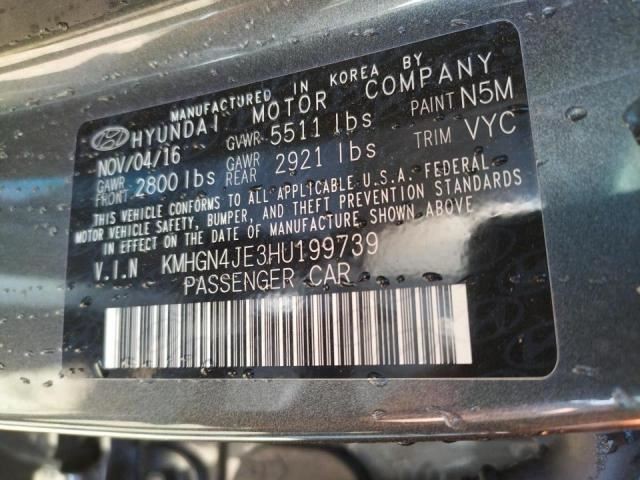 MANUFACTURED IN KOREA BY
HYUNDAI MOTOR COMPANY
NOV/04/16 GVWR 5511 lbs PAINT N5M
GAWR FRONT 2800 lbs GAWR REAR 2921 lbs TRIM VYC
THIS VEHICLE CONFORMS TO ALL APPLICABLE U.S.A. FEDERAL
MOTOR VEHICLE SAFETY, BUMPER, AND THEFT PREVENTION STANDARDS
IN EFFECT ON THE DATE OF MANUFACTURE SHOWN ABOVE
V.I.N KMHGN4JE3HU199739
PASSENGER CAR